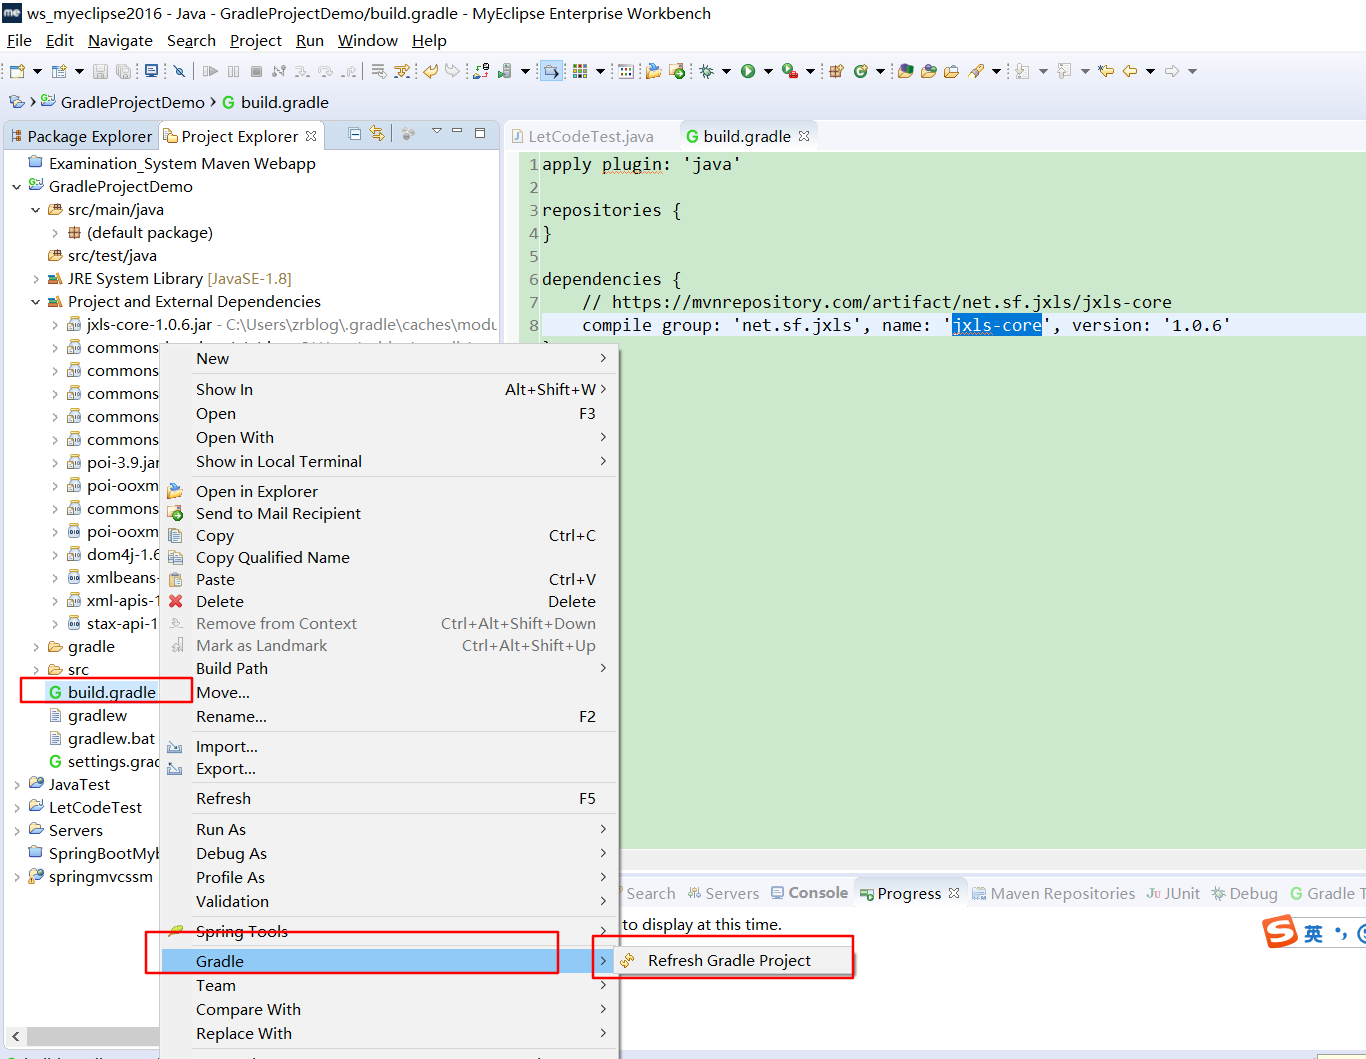 ws_myeclipse2016 - Java - GradleProjectDemo/build.gradle - MyEclipse Enterprise Workbench
File Edit Navigate Search Project Run Window Help
GradleProjectDemo build.gradle
Package Explorer Project Explorer
Examination_System Maven Webapp
GradleProjectDemo
src/main/java
(default package)
src/test/java
JRE System Library [JavaSE-1.8]
Project and External Dependencies
jxls-core-1.0.6.jar - C:\Users\zrblog\.gradle\caches\modu
commons
commons
commons
commons
commons
poi-3.9.jar
poi-ooxm
commons
poi-ooxm
dom4j-1.6
xmlbeans-
xml-apis-1
stax-api-1
gradle
src
build.gradle
gradlew
gradlew.bat
settings.grad
JavaTest
LetCodeTest
Servers
SpringBootMyb
springmvcssm
LetCodeTest.java build.gradle
1 apply plugin: 'java'
2
3 repositories {
4 }
5
6 dependencies {
7 // https://mvnrepository.com/artifact/net.sf.jxls/jxls-core
8 compile group: 'net.sf.jxls', name: 'jxls-core', version: '1.0.6'
New
Show In Alt+Shift+W
Open F3
Open With
Show in Local Terminal
Open in Explorer
Send to Mail Recipient
Copy Ctrl+C
Copy Qualified Name
Paste Ctrl+V
Delete Delete
Remove from Context Ctrl+Alt+Shift+Down
Mark as Landmark Ctrl+Alt+Shift+Up
Build Path
Move...
Rename... F2
Import...
Export...
Refresh F5
Run As
Debug As
Profile As
Validation
Spring Tools
Gradle
Team
Compare With
Replace With
Refresh Gradle Project
Search Servers Console Progress Maven Repositories JUnit Debug Gradle T
to display at this time.
英